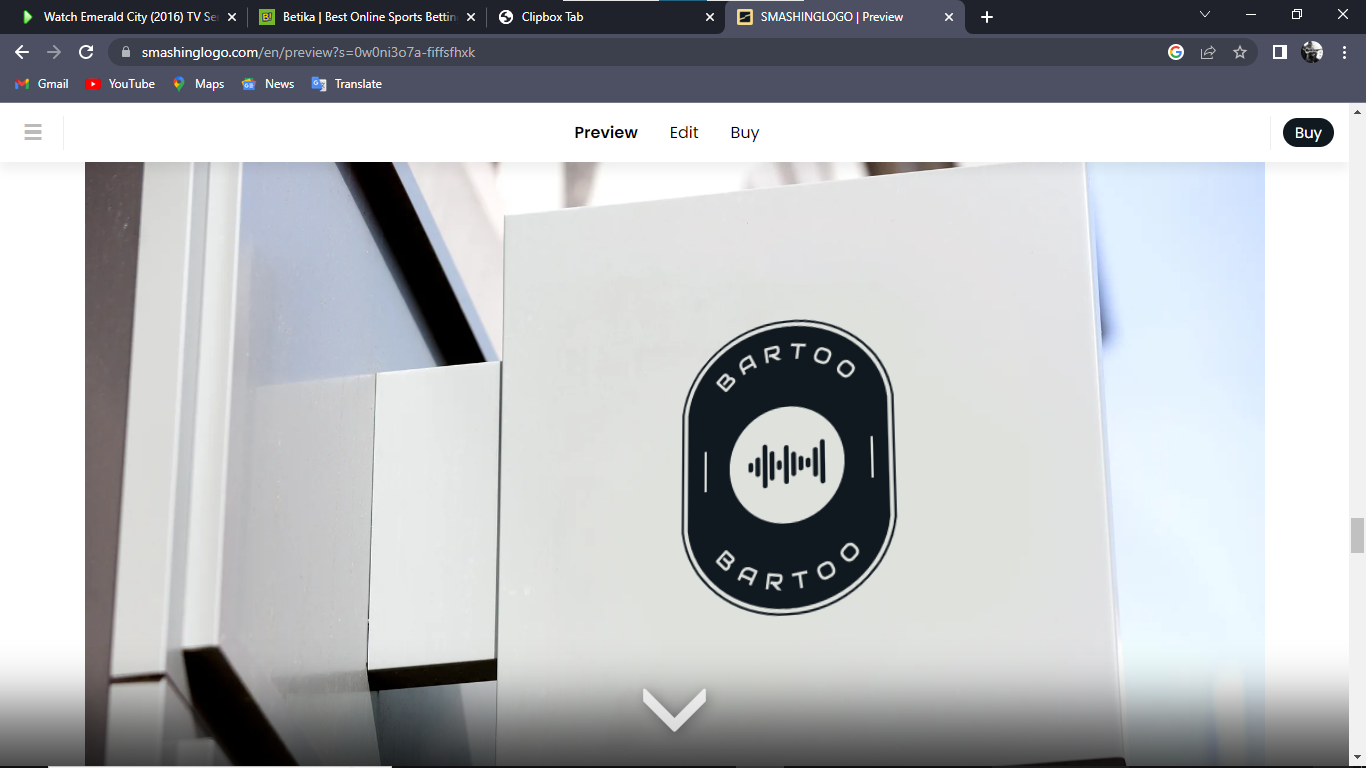 Watch Emerald City (2016) TV Se
Betika | Best Online Sports Bettin
Clipbox Tab
SMASHINGLOGO | Preview
smashinglogo.com/en/preview?s=0w0ni3o7a-fiffsfhxk
Gmail
YouTube
Maps
News
Translate
Preview
Edit
Buy
Buy
BARTOO
BARTOO